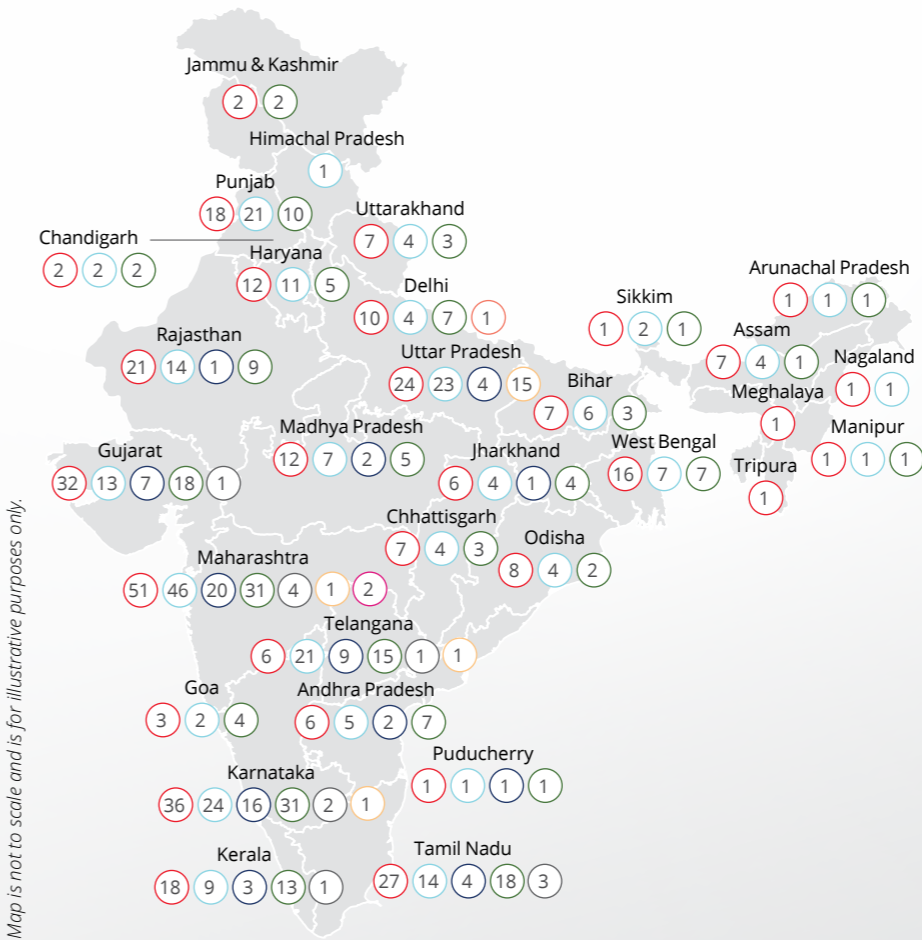 Jammu & Kashmir
2 2
Himachal Pradesh
1
Punjab
18 21 10
Uttarakhand
7 4 3
Chandigarh
2 2 2
Haryana
12 11 5
Delhi
10 4 7 1
Sikkim
1 2 1
Arunachal Pradesh
1 1 1
Assam
7 4 1
Nagaland
1 1
Rajasthan
21 14 1 9
Uttar Pradesh
24 23 4 15
Bihar
7 6 3
Meghalaya
1
Manipur
1 1 1
Madhya Pradesh
12 7 2 5
Gujarat
32 13 7 18 1
Jharkhand
6 4 1 4
West Bengal
16 7 7
Tripura
1
Chhattisgarh
7 4 3
Odisha
8 4 2
Maharashtra
51 46 20 31 4 1 2
Telangana
6 21 9 15 1 1
Goa
3 2 4
Andhra Pradesh
6 5 2 7
Puducherry
1 1 1 1
Karnataka
36 24 16 31 2 1
Kerala
18 9 3 13 1
Tamil Nadu
27 14 4 18 3
Map is not to scale and is for illustrative purposes only.